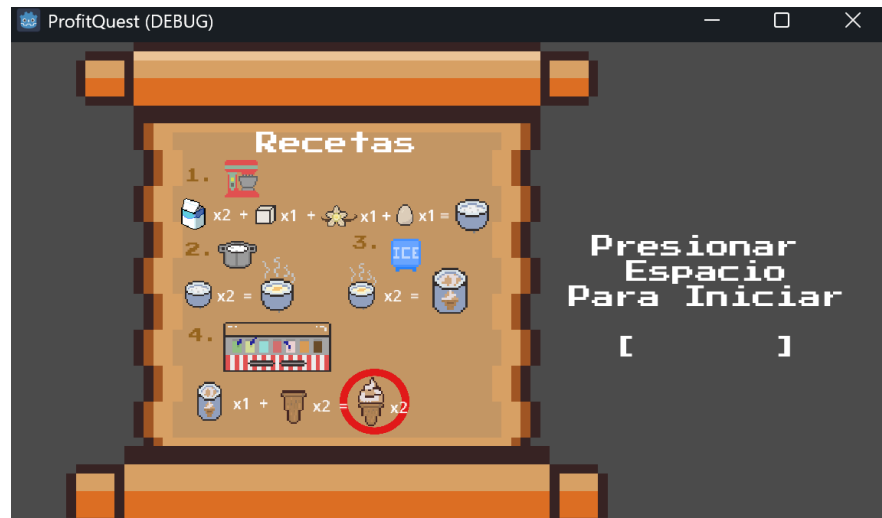 ProfitQuest (DEBUG)
Recetas
1.
x2 + x1 + x1 + x1 =
2.
3.
ICE
x2 =
x2 =
4.
x1 + x2 = x2
Presionar
Espacio
Para Iniciar
[ ]